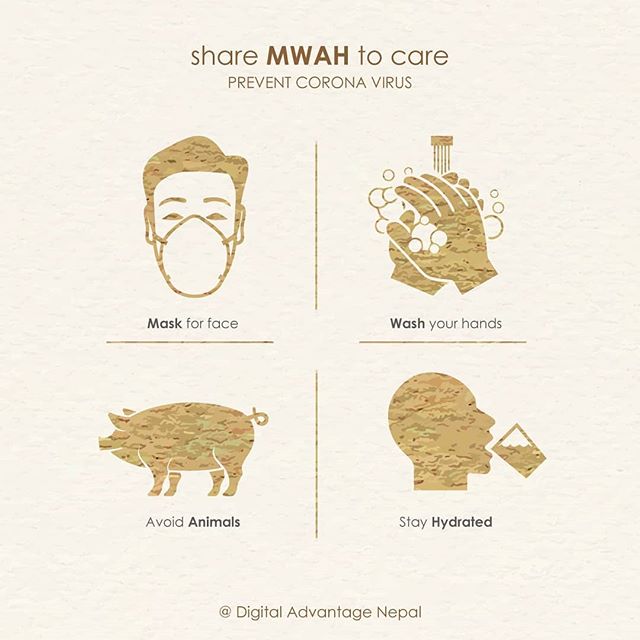 share MWAH to care
PREVENT CORONA VIRUS
Mask for face
Wash your hands
Avoid Animals
Stay Hydrated
@ Digital Advantage Nepal